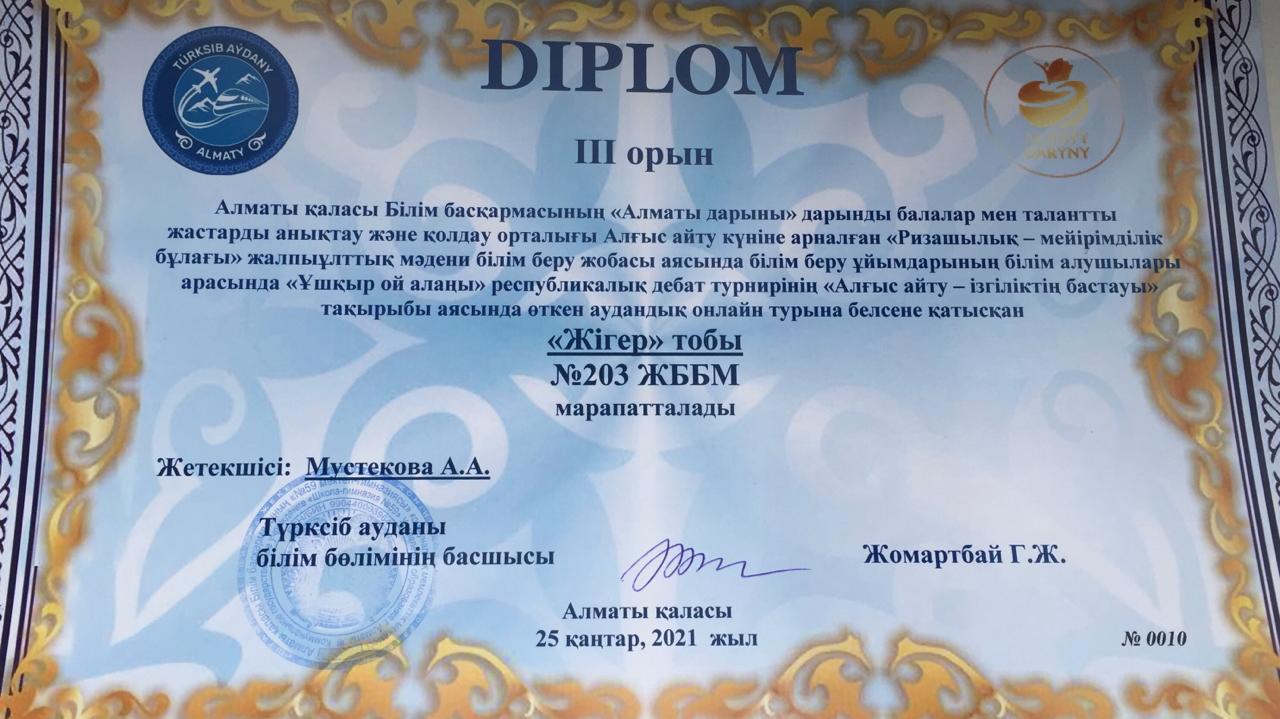 DIPLOM
TÚRKSIB AÝDANY
ALMATY
DARYNY
III орын
Алматы қаласы Білім басқармасының «Алматы дарыны» дарынды балалар мен талантты
жастарды анықтау және қолдау орталығы Алғыс айту күніне арналған «Ризашылық – мейірімділік
бұлағы» жалпыұлттық мәдени білім беру жобасы аясында білім беру ұйымдарының білім алушылары
арасында «Ұшқыр ой алаңы» республикалық дебат турнирінің «Алғыс айту – ізгіліктің бастауы»
тақырыбы аясында өткен аудандық онлайн турына белсене қатысқан
«Жігер» тобы
№203 ЖББМ
марапатталады
Жетекшісі: Мустекова А.А.
Түрксіб ауданы
білім бөлімінің басшысы
Жомартбай Г.Ж.
Алматы қаласы
25 қаңтар, 2021 жыл
№ 0010